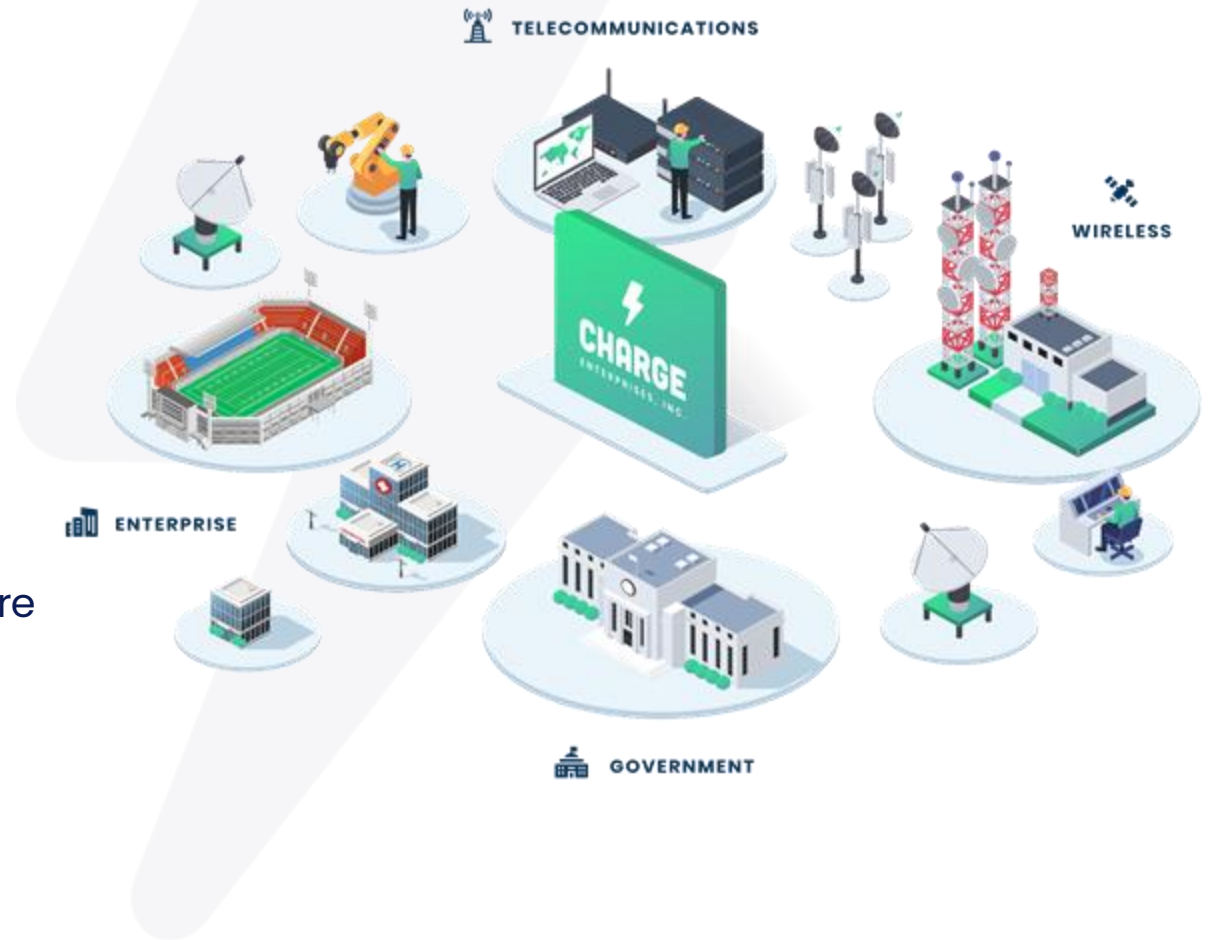 TELECOMMUNICATIONS
WIRELESS
CHARGE
ENTERPRISES, INC.
ENTERPRISE
re
GOVERNMENT